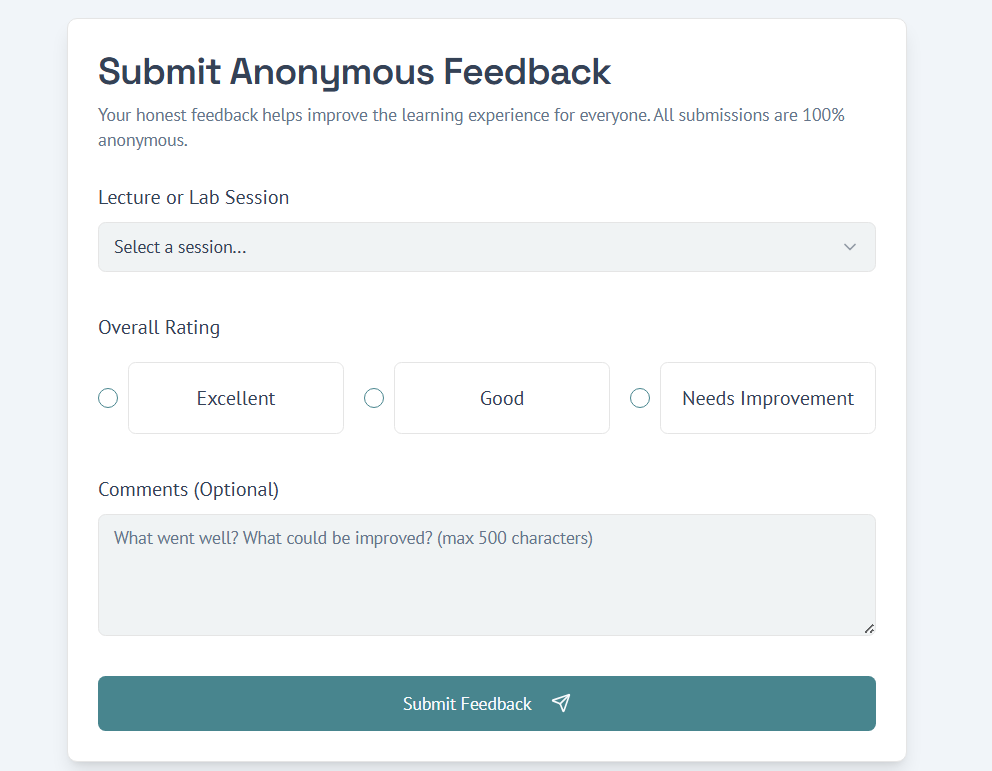 Submit Anonymous Feedback
Your honest feedback helps improve the learning experience for everyone. All submissions are 100%
anonymous.
Lecture or Lab Session
Select a session...
Overall Rating
Excellent
Good
Needs Improvement
Comments (Optional)
What went well? What could be improved? (max 500 characters)
Submit Feedback